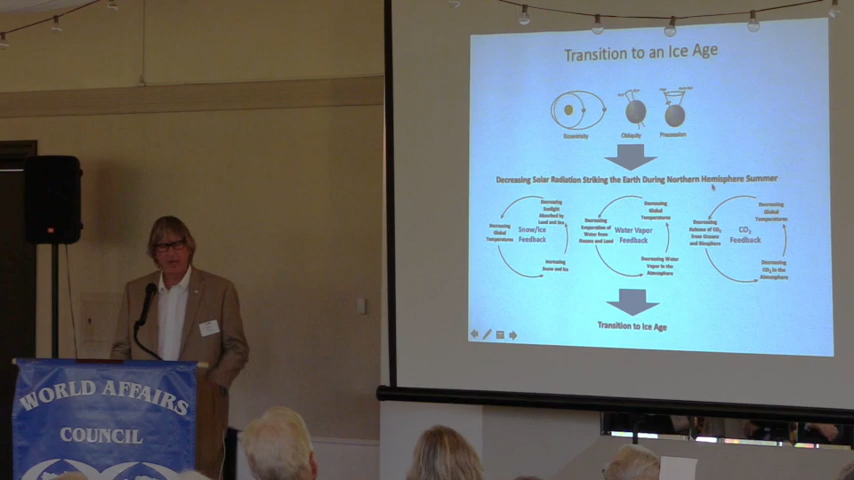 Transition to an Ice Age
Eccentricity
Obliquity
Precession
Decreasing Solar Radiation Striking the Earth During Northern Hemisphere Summer
Decreasing
Sunlight
Absorbed by
Land and Sea
Decreasing
Global
Temperatures
Snow/Ice
Feedback
Increasing
Snow and Ice
Decreasing
Global
Temperatures
Decreasing
Evaporation of
Water from
Oceans and Land
Water Vapor
Feedback
Decreasing Water
Vapor in the
Atmosphere
Decreasing
Global
Temperatures
Decreasing
Release of CO₂
from Oceans
and Biosphere
CO₂
Feedback
Decreasing
CO₂ in the
Atmosphere
Transition to Ice Age
WORLD AFFAIRS
COUNCIL